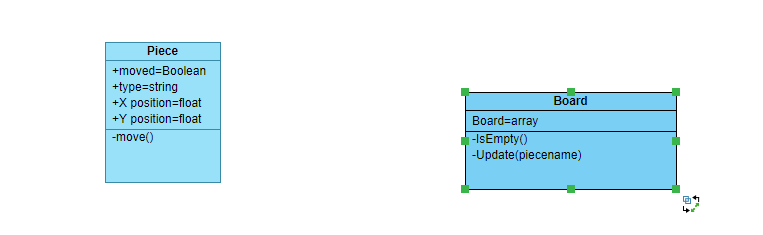 Piece
+moved=Boolean
+type=string
+X position=float
+Y position=float
-move()
Board
Board=array
-IsEmpty()
-Update(piecename)